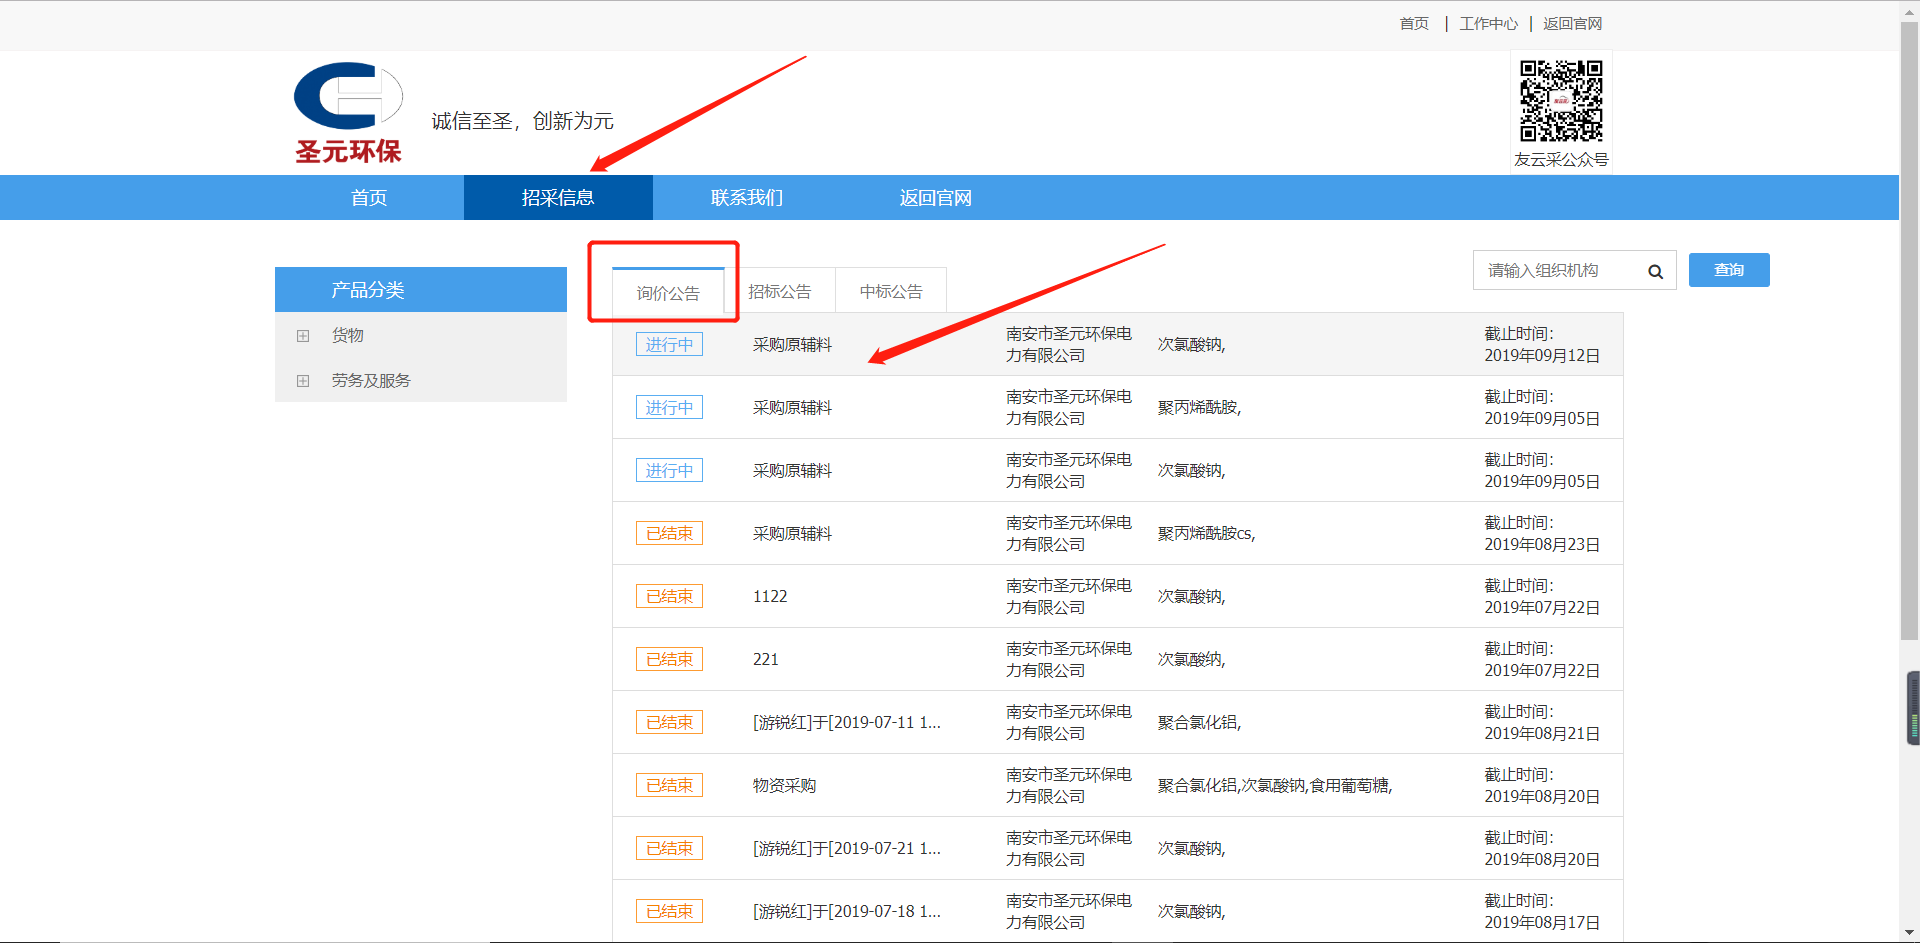 首页 | 工作中心 | 返回官网
圣元环保
诚信至圣，创新为元
友云采公众号
首页 招采信息 联系我们 返回官网
产品分类
货物
劳务及服务
询价公告 招标公告 中标公告
请输入组织机构 查询
进行中 采购原辅料 南安市圣元环保电 次氯酸钠, 截止时间：
力有限公司 2019年09月12日
进行中 采购原辅料 南安市圣元环保电 聚丙烯酰胺, 截止时间：
力有限公司 2019年09月05日
进行中 采购原辅料 南安市圣元环保电 次氯酸钠, 截止时间：
力有限公司 2019年09月05日
已结束 采购原辅料 南安市圣元环保电 聚丙烯酰胺cs, 截止时间：
力有限公司 2019年08月23日
已结束 1122 南安市圣元环保电 次氯酸钠, 截止时间：
力有限公司 2019年07月22日
已结束 221 南安市圣元环保电 次氯酸纳, 截止时间：
力有限公司 2019年07月22日
已结束 [游锐红]于[2019-07-11 1... 南安市圣元环保电 聚合氯化铝, 截止时间：
力有限公司 2019年08月21日
已结束 物资采购 南安市圣元环保电 聚合氯化铝,次氯酸钠,食用葡萄糖, 截止时间：
力有限公司 2019年08月20日
已结束 [游锐红]于[2019-07-21 1... 南安市圣元环保电 次氯酸钠, 截止时间：
力有限公司 2019年08月20日
已结束 [游锐红]于[2019-07-18 1... 南安市圣元环保电 次氯酸钠, 截止时间：
力有限公司 2019年08月17日